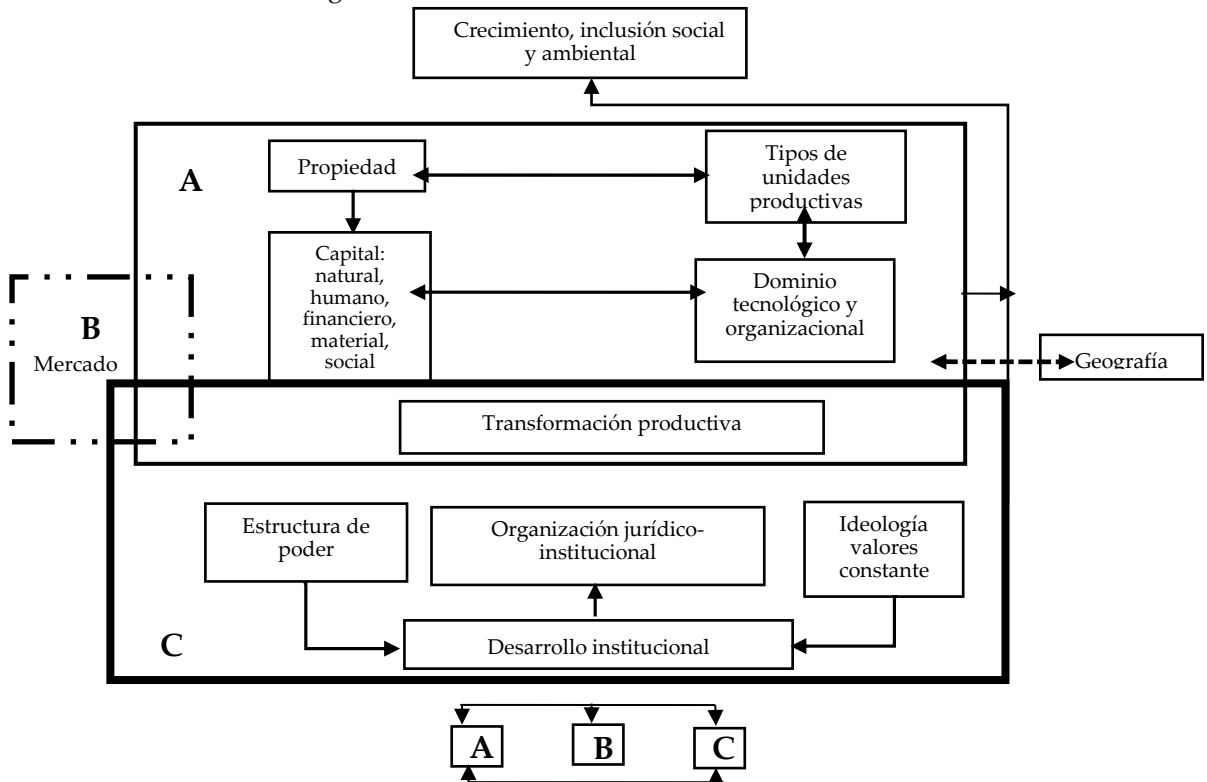 Crecimiento, inclusión social
y ambiental
A
Propiedad
Tipos de
unidades
productivas
Capital:
natural,
humano,
financiero,
material,
social
Dominio
tecnológico y
organizacional
B
Mercado
Geografía
Transformación productiva
Estructura de
poder
Organización jurídico-
institucional
Ideología
valores
constante
C
Desarrollo institucional
A
B
C